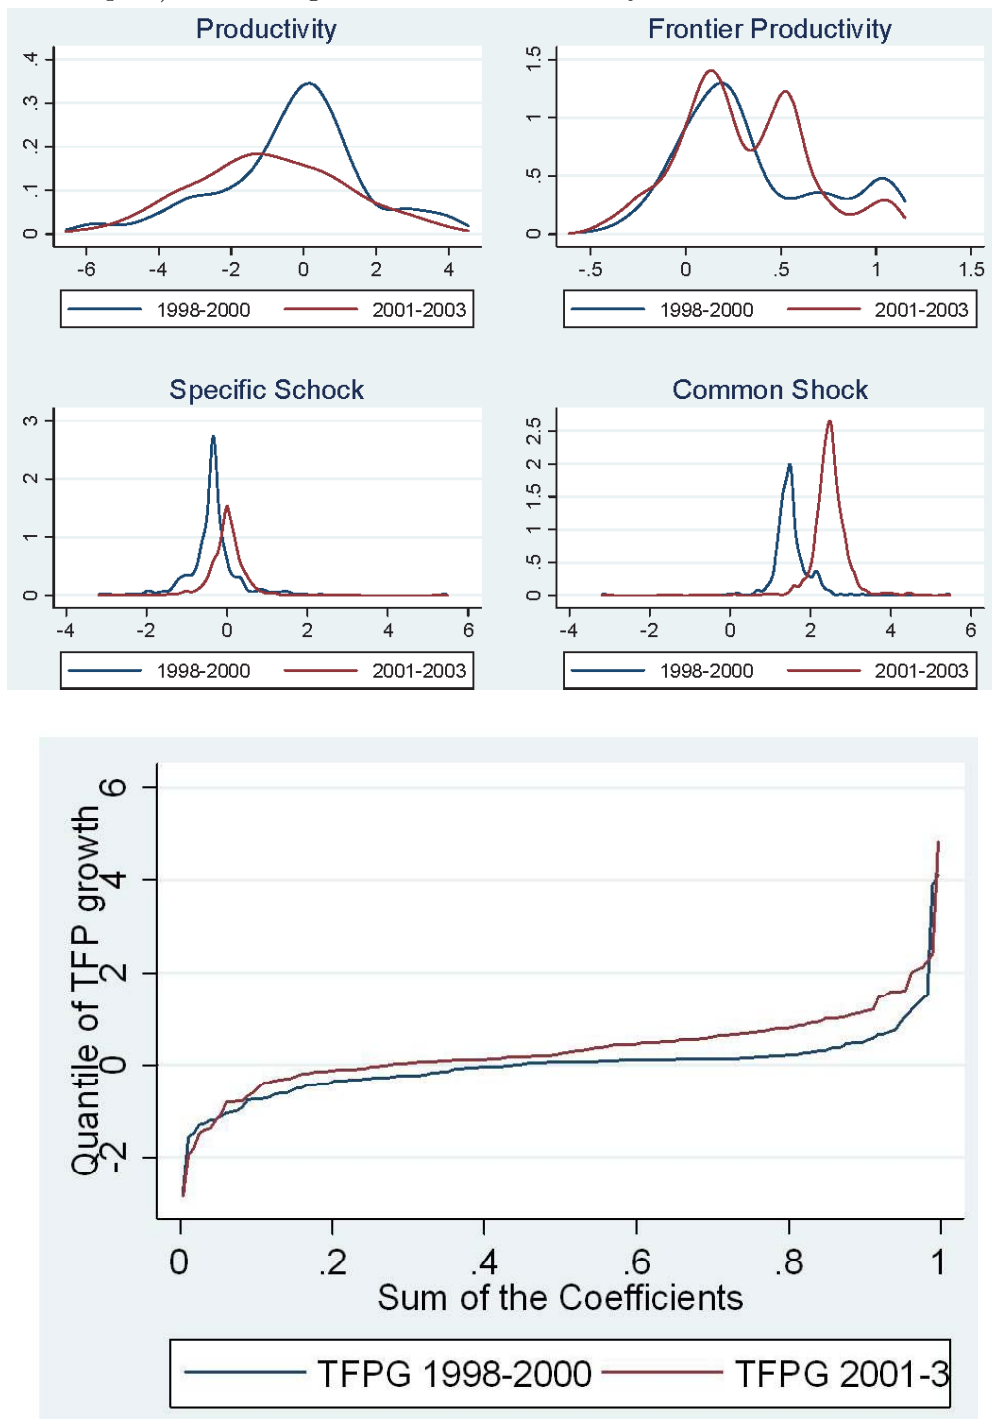 Productivity
.4
.3
.2
.1
0
-6 -4 -2 0 2 4
1998-2000 2001-2003
Frontier Productivity
1.5
1
.5
0
-.5 0 .5 1 1.5
1998-2000 2001-2003
Specific Schock
3
2
1
0
-4 -2 0 2 4 6
1998-2000 2001-2003
Common Shock
2.5
2
1.5
1
.5
0
-4 -2 0 2 4 6
1998-2000 2001-2003
Quantile of TFP growth
6
4
2
0
-2
0 .2 .4 .6 .8 1
Sum of the Coefficients
TFPG 1998-2000 TFPG 2001-3